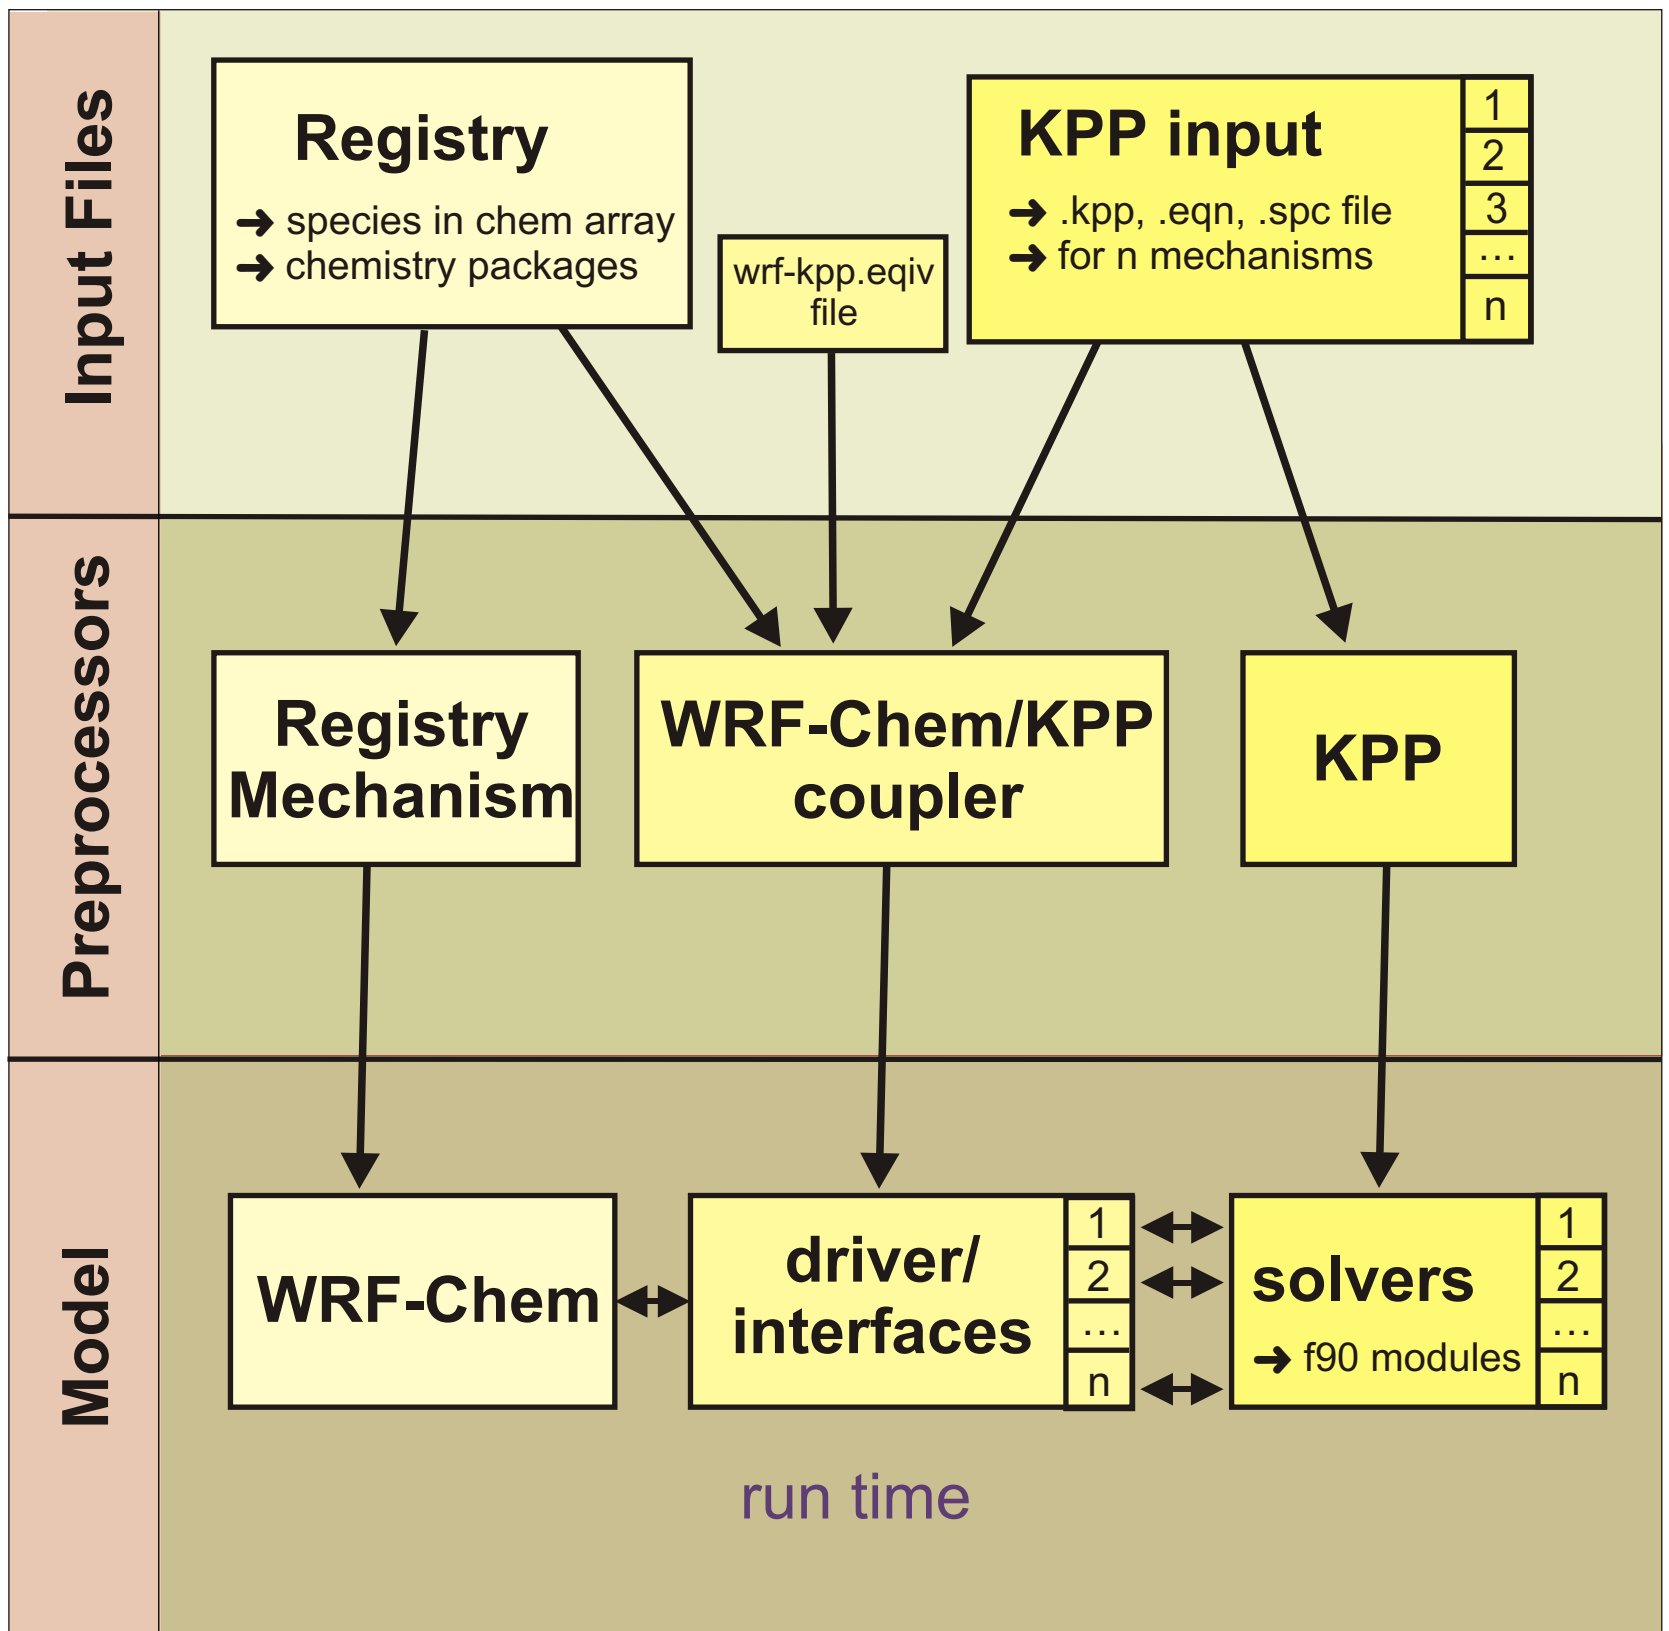 Input Files
Registry
➜ species in chem array
➜ chemistry packages
wrf-kpp.eqiv
file
KPP input
➜ .kpp, .eqn, .spc file
➜ for n mechanisms
1
2
3
...
n
Preprocessors
Registry
Mechanism
WRF-Chem/KPP
coupler
KPP
Model
WRF-Chem
driver/
interfaces
1
2
...
n
solvers
➜ f90 modules
1
2
...
n
run time